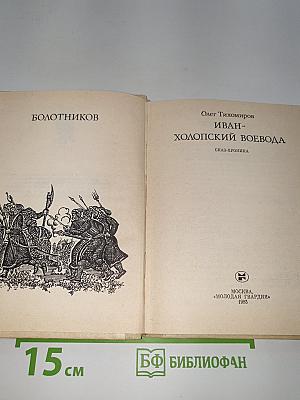 БОЛОТНИКОВ
Олег Тихомиров
ИВАН-
ХОЛОПСКИЙ ВОЕВОДА
СКАЗ-ХРОНИКА
МОСКВА,
«МОЛОДАЯ ГВАРДИЯ»
1985
15 см
БФ БИБЛИОФАН